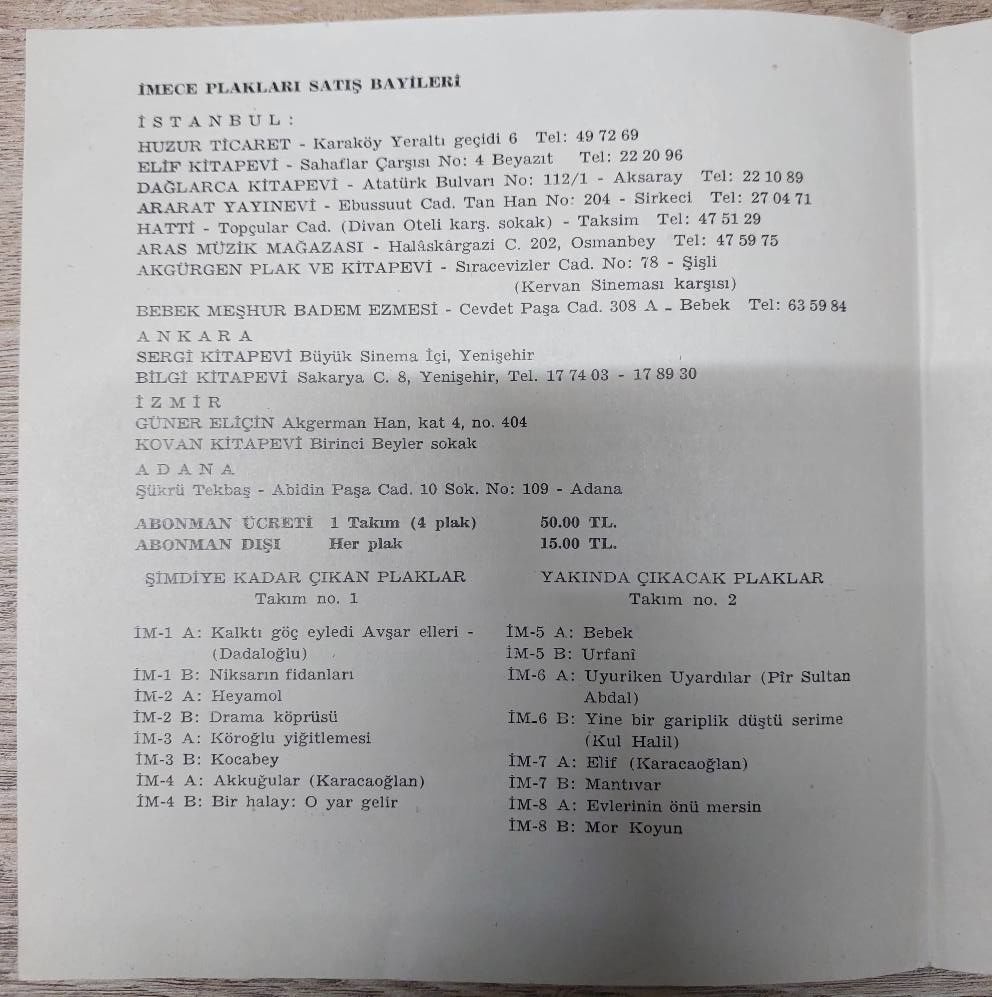 İMECE PLAKLARI SATIŞ BAYİLERİ
İSTANBUL:
HUZUR TİCARET - Karaköy Yeraltı geçidi 6 Tel: 49 72 69
ELİF KİTAPEVİ - Sahaflar Çarşısı No: 4 Beyazıt Tel: 22 20 96
DAĞLARCA KİTAPEVİ - Atatürk Bulvarı No: 112/1 - Aksaray Tel: 22 10 89
ARARAT YAYINEVİ - Ebussuut Cad. Tan Han No: 204 - Sirkeci Tel: 27 04 71
HATTİ - Topçular Cad. (Divan Oteli karş. sokak) - Taksim Tel: 47 51 29
ARAS MÜZİK MAĞAZASI - Halâskârgazi C. 202, Osmanbey Tel: 47 59 75
AKGÜRGEN PLAK VE KİTAPEVİ - Sıracevizler Cad. No: 78 - Şişli
(Kervan Sineması karşısı)
BEBEK MEŞHUR BADEM EZMESİ - Cevdet Paşa Cad. 308 A - Bebek Tel: 63 59 84
ANKARA
SERGİ KİTAPEVİ Büyük Sinema İçi, Yenişehir
BİLGİ KİTAPEVİ Sakarya C. 8, Yenişehir, Tel. 17 74 03 - 17 89 30
İZMİR
GÜNER ELİÇİN Akgerman Han, kat 4, no. 404
KOVAN KİTAPEVİ Birinci Beyler sokak
ADANA
Şükrü Tekbaş - Abidin Paşa Cad. 10 Sok. No: 109 - Adana
ABONMAN ÜCRETİ 1 Takım (4 plak) 50.00 TL.
ABONMAN DIŞI Her plak 15.00 TL.
ŞİMDİYE KADAR ÇIKAN PLAKLAR
Takım no. 1
İM-1 A: Kalktı göç eyledi Avşar elleri -
(Dadaloğlu)
İM-1 B: Niksarın fidanları
İM-2 A: Heyamol
İM-2 B: Drama köprüsü
İM-3 A: Köroğlu yiğitlemesi
İM-3 B: Kocabey
İM-4 A: Akkuğular (Karacaoğlan)
İM-4 B: Bir halay: O yar gelir
YAKINDA ÇIKACAK PLAKLAR
Takım no. 2
İM-5 A: Bebek
İM-5 B: Urfani
İM-6 A: Uyuriken Uyardılar (Pîr Sultan
Abdal)
İM-6 B: Yine bir gariplik düştü serime
(Kul Halil)
İM-7 A: Elif (Karacaoğlan)
İM-7 B: Mantıvar
İM-8 A: Evlerinin önü mersin
İM-8 B: Mor Koyun